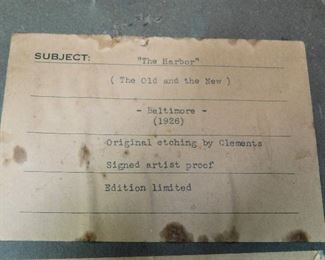 SUBJECT: "The Harbor"
( The Old and the New )
- Baltimore -
(1926)
Original etching by Clements
Signed artist proof
Edition limited